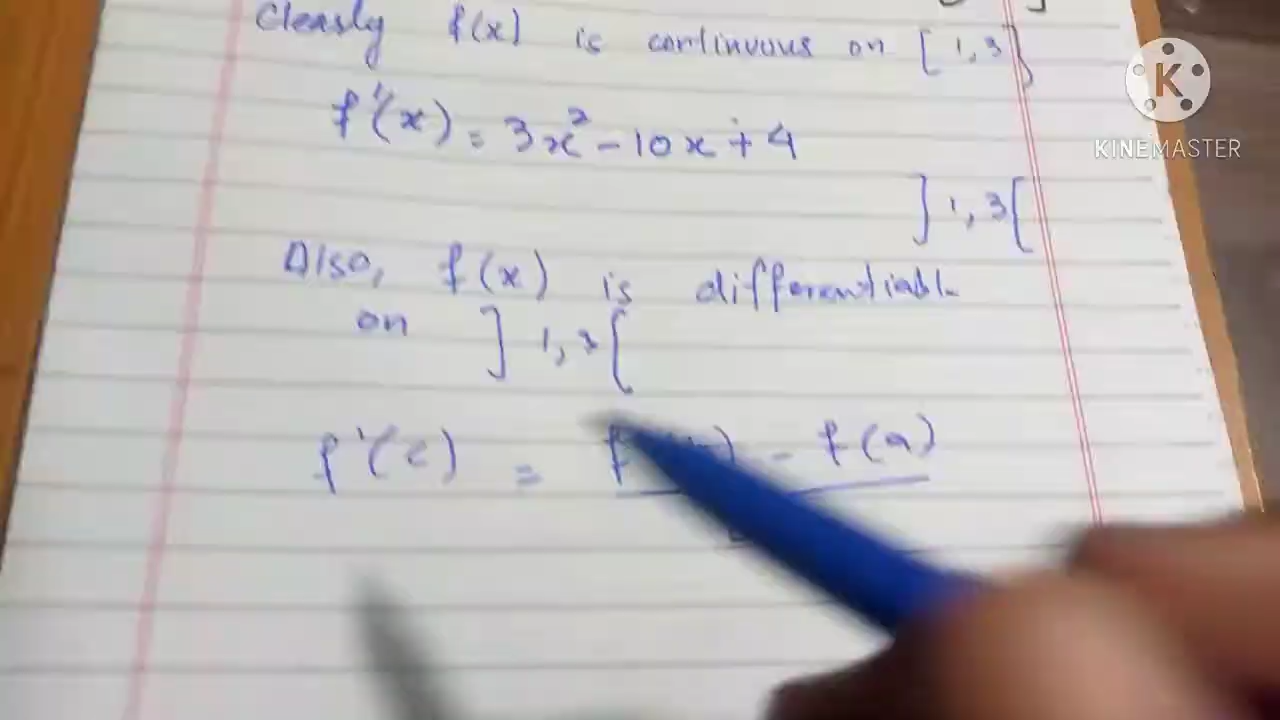 Clearly f(x) is continuous on [1,3]
f'(x) = 3x² - 10x + 4
]1,3[
Also, f(x) is differentiable
on ]1,3[
f'(c) = - f(a)
K
KINEMASTER